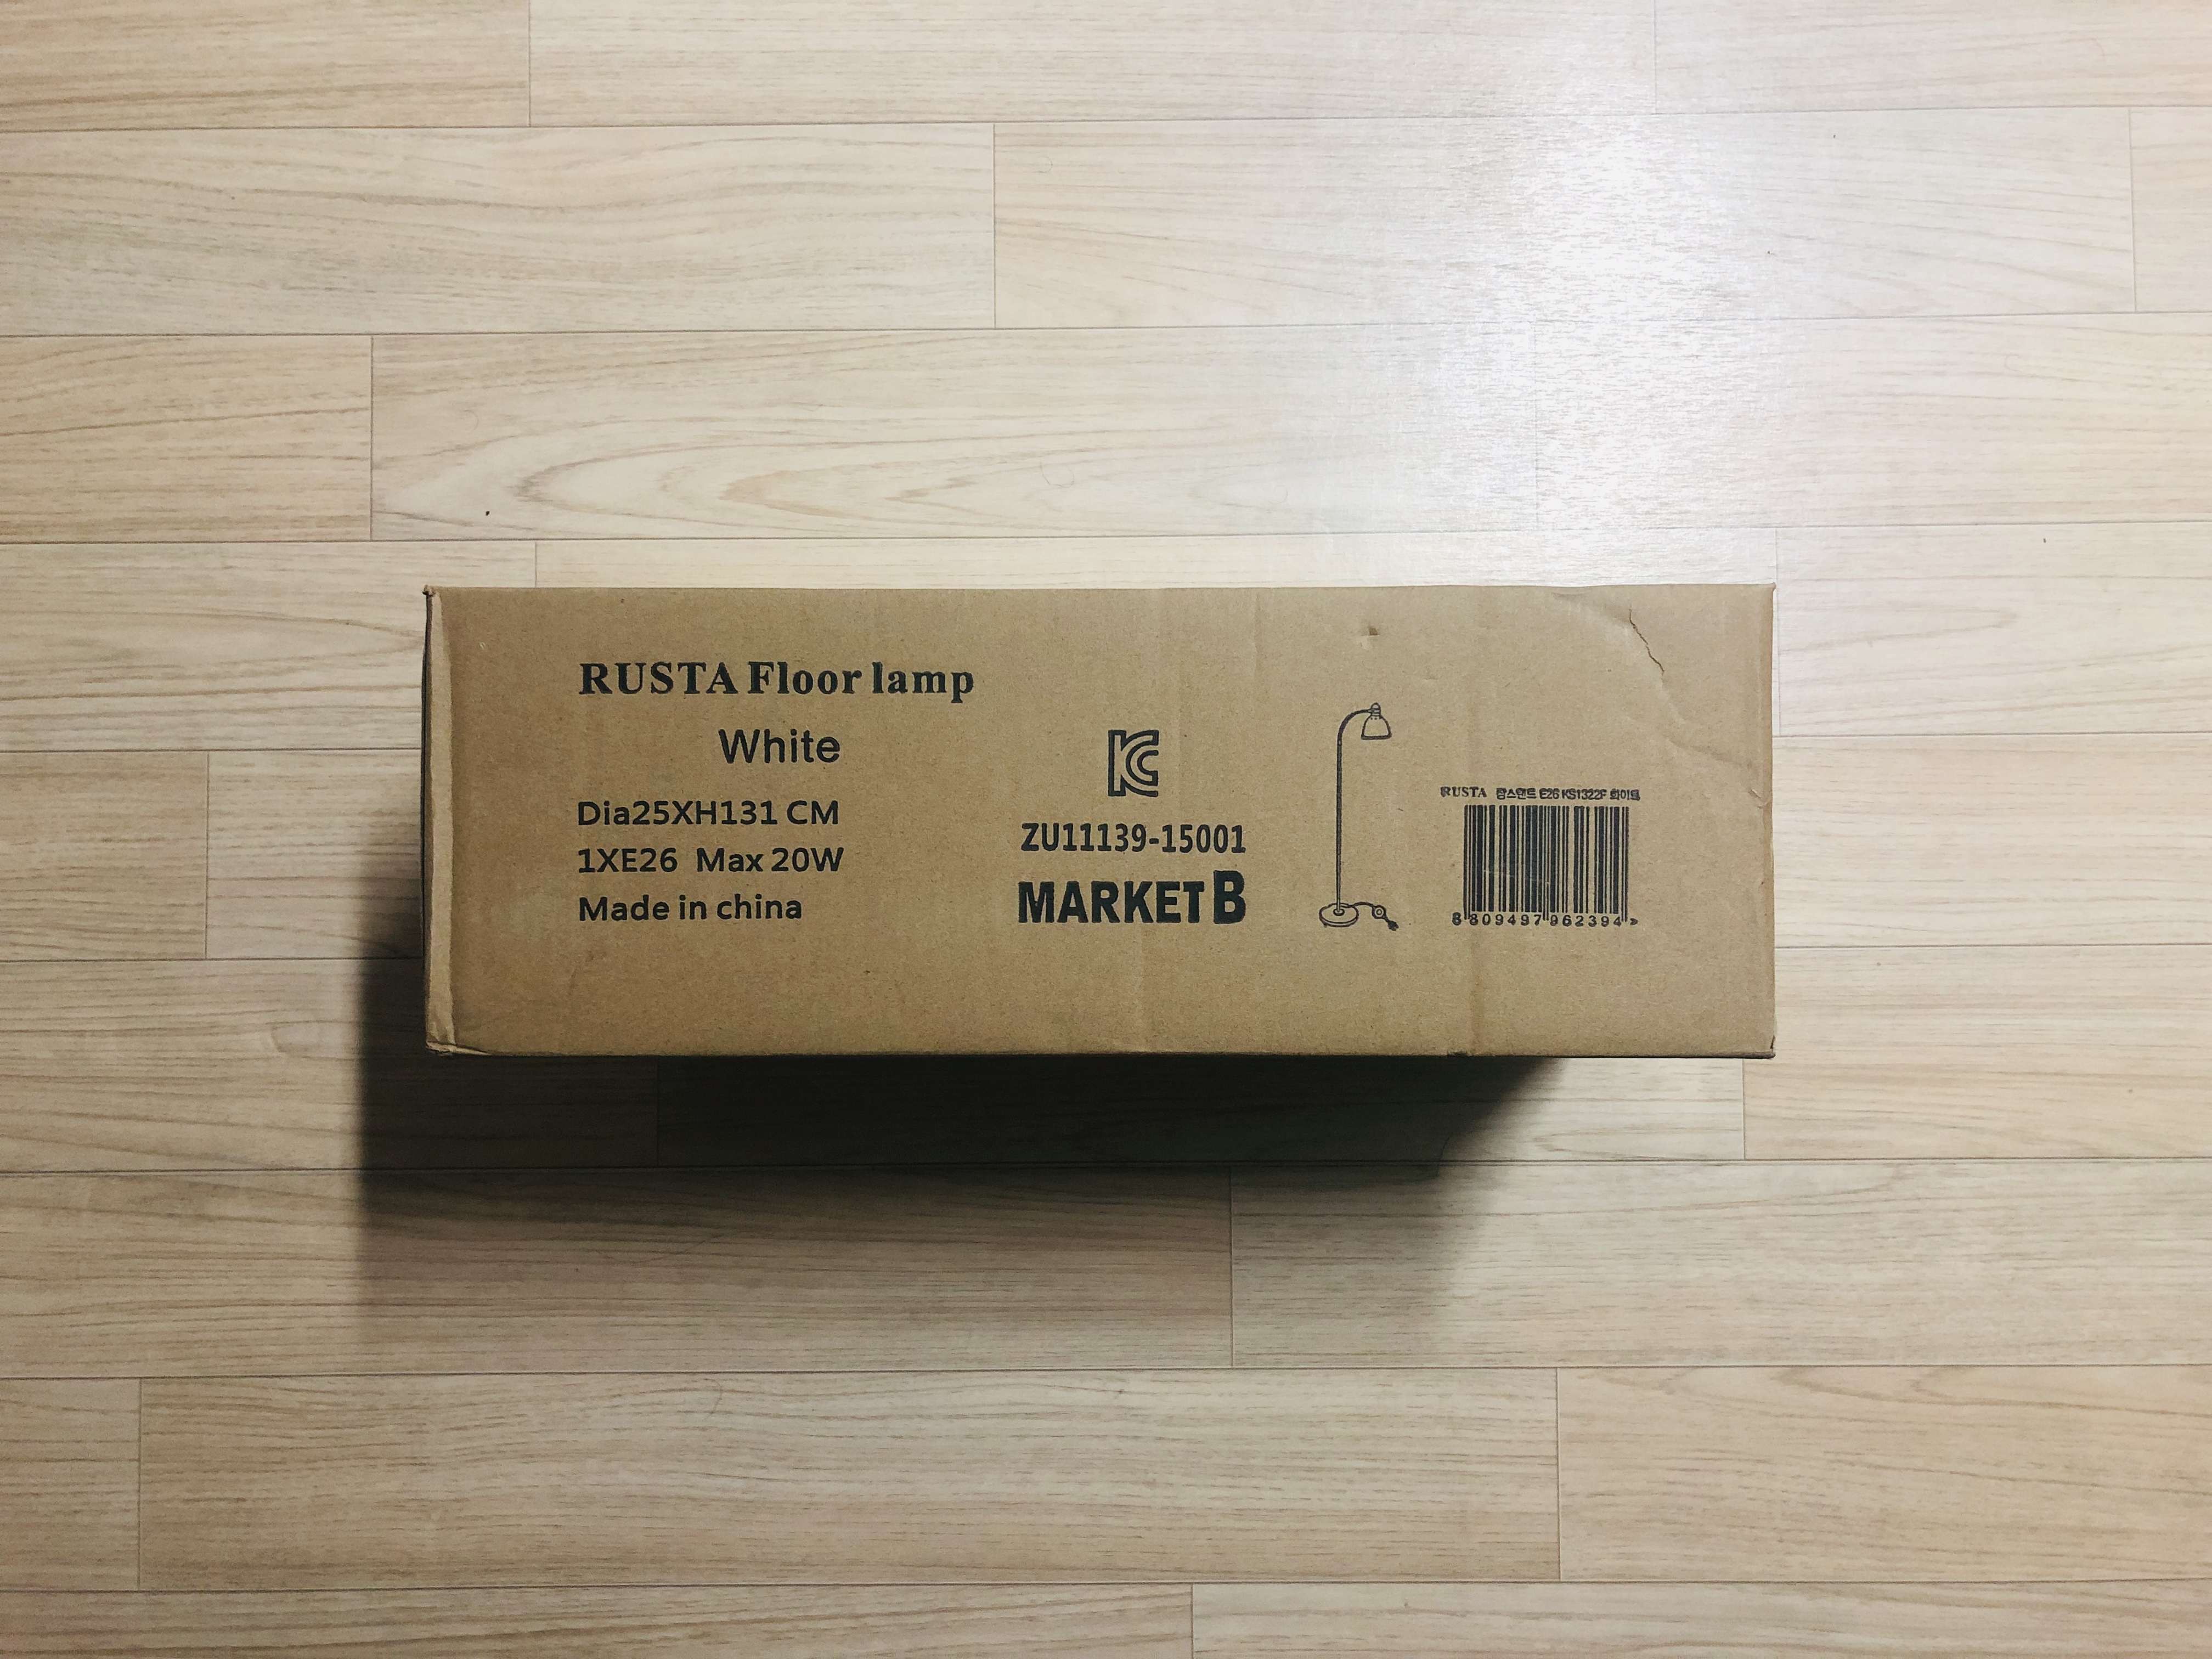 RUSTA Floor lamp
White
Dia25XH131 CM
1XE26 Max 20W
Made in china
KC
ZU11139-15001
MARKET B
RUSTA 장스탠드 E26 KS1322F 화이트
8 809497 962394 >